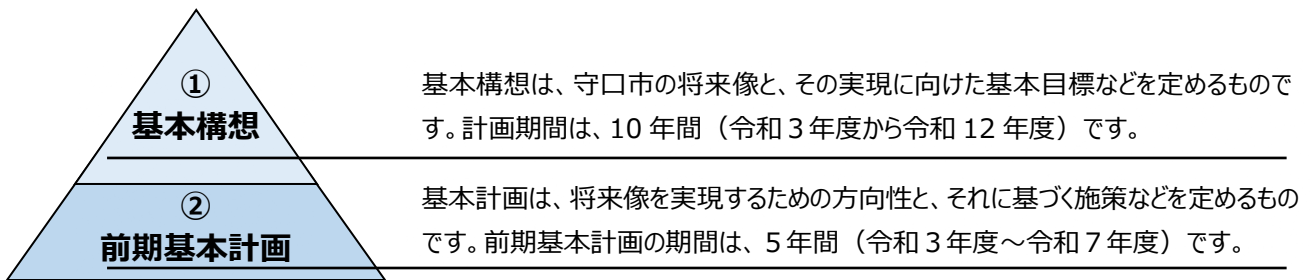 ①
基本構想
基本構想は、守口市の将来像と、その実現に向けた基本目標などを定めるもので
す。計画期間は、10 年間（令和３年度から令和 12 年度）です。
②
前期基本計画
基本計画は、将来像を実現するための方向性と、それに基づく施策などを定めるもの
です。前期基本計画の期間は、５年間（令和３年度～令和７年度）です。